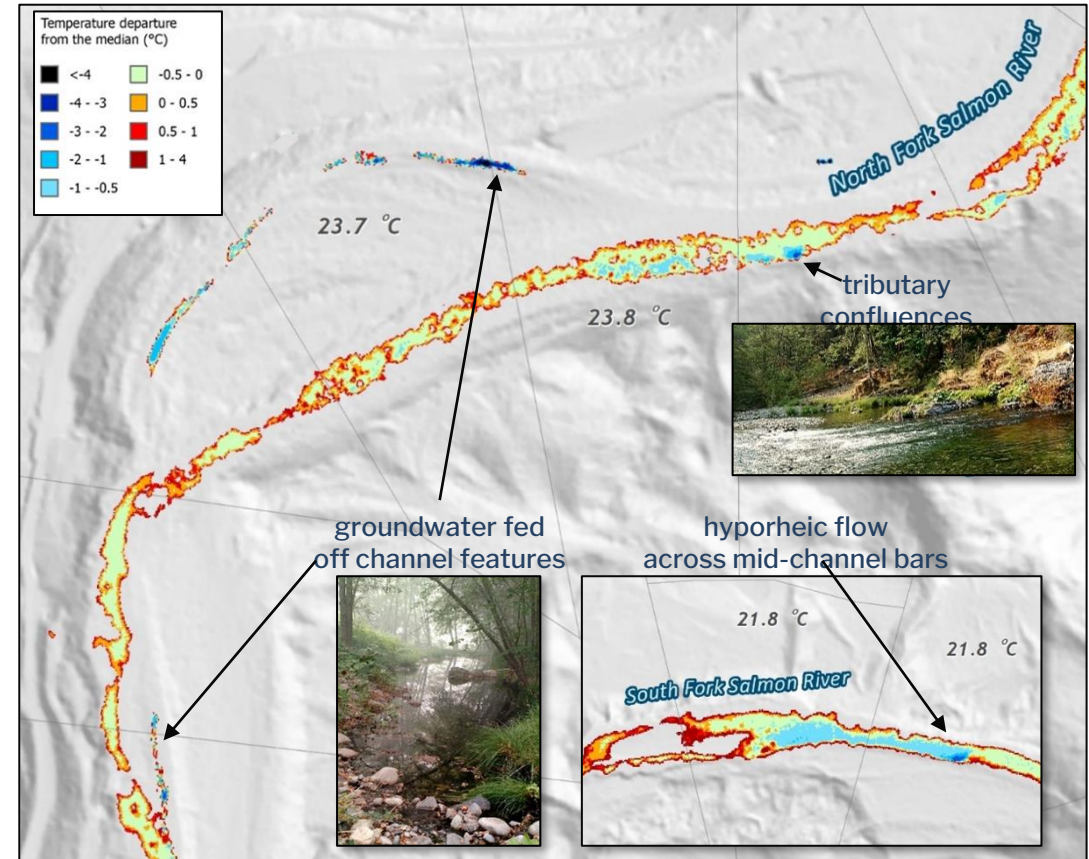 Temperature departure
from the median (°C)
<-4
-4 - -3
-3 - -2
-2 - -1
-1 - -0.5
-0.5 - 0
0 - 0.5
0.5 - 1
1 - 4
North Fork Salmon River
23.7 °C
23.8 °C
tributary
confluences
groundwater fed
off channel features
hyporheic flow
across mid-channel bars
21.8 °C
21.8 °C
South Fork Salmon River